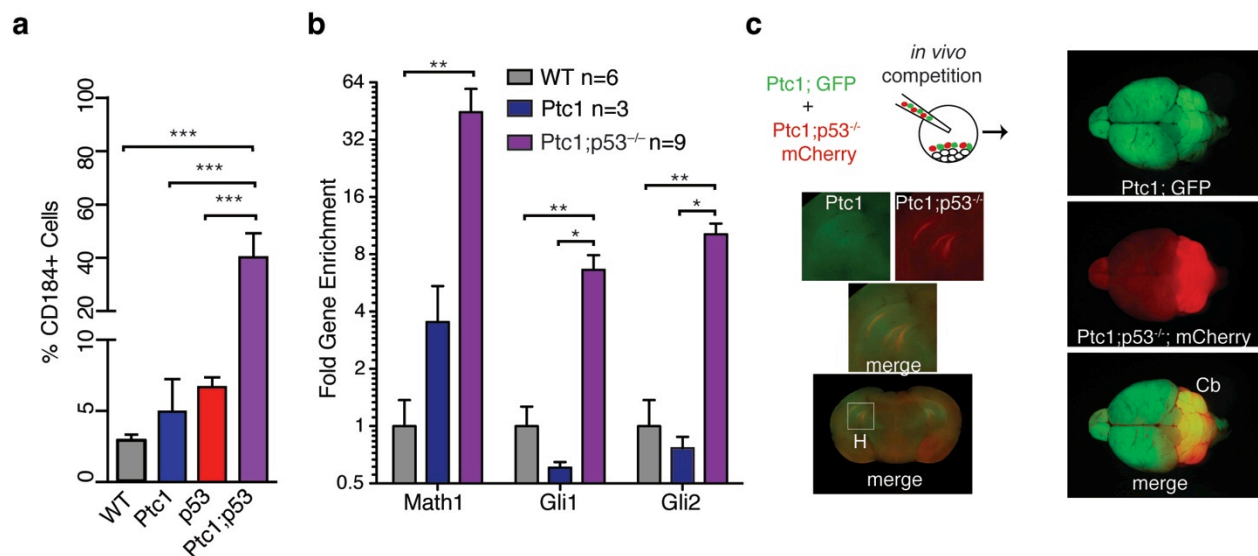 a
% CD184+ Cells
100
80
60
40
20
10
5
0
WT
Ptc1
p53
Ptc1;p53
b
Fold Gene Enrichment
64
32
16
8
4
2
1
0.5
**
WT n=6
Ptc1 n=3
Ptc1;p53⁻/⁻ n=9
***
***
***
**
*
**
*
Math1
Gli1
Gli2
c
in vivo
competition
Ptc1; GFP
+
Ptc1;p53-/-
mCherry
Ptc1
Ptc1;p53-/-
merge
H
merge
Ptc1; GFP
Ptc1;p53-/-; mCherry
Cb
merge